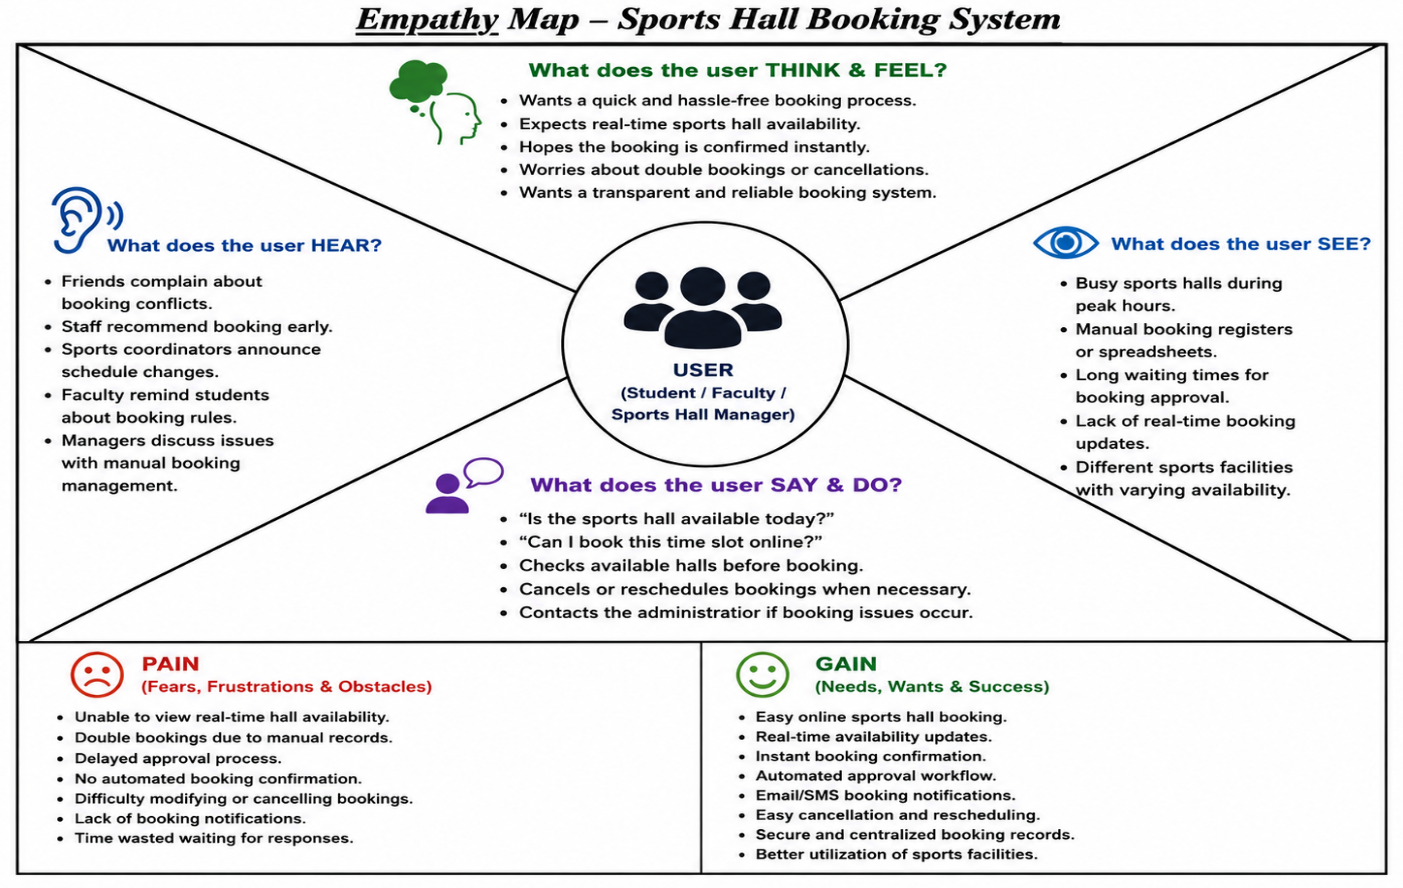 Empathy Map – Sports Hall Booking System
What does the user THINK & FEEL?
• Wants a quick and hassle-free booking process.
• Expects real-time sports hall availability.
• Hopes the booking is confirmed instantly.
• Worries about double bookings or cancellations.
• Wants a transparent and reliable booking system.
What does the user HEAR?
• Friends complain about
booking conflicts.
• Staff recommend booking early.
• Sports coordinators announce
schedule changes.
• Faculty remind students
about booking rules.
• Managers discuss issues
with manual booking
management.
USER
(Student / Faculty /
Sports Hall Manager)
What does the user SEE?
• Busy sports halls during
peak hours.
• Manual booking registers
or spreadsheets.
• Long waiting times for
booking approval.
• Lack of real-time booking
updates.
• Different sports facilities
with varying availability.
What does the user SAY & DO?
• “Is the sports hall available today?”
• “Can I book this time slot online?”
• Checks available halls before booking.
• Cancels or reschedules bookings when necessary.
• Contacts the administratior if booking issues occur.
PAIN
(Fears, Frustrations & Obstacles)
• Unable to view real-time hall availability.
• Double bookings due to manual records.
• Delayed approval process.
• No automated booking confirmation.
• Difficulty modifying or cancelling bookings.
• Lack of booking notifications.
• Time wasted waiting for responses.
GAIN
(Needs, Wants & Success)
• Easy online sports hall booking.
• Real-time availability updates.
• Instant booking confirmation.
• Automated approval workflow.
• Email/SMS booking notifications.
• Easy cancellation and rescheduling.
• Secure and centralized booking records.
• Better utilization of sports facilities.